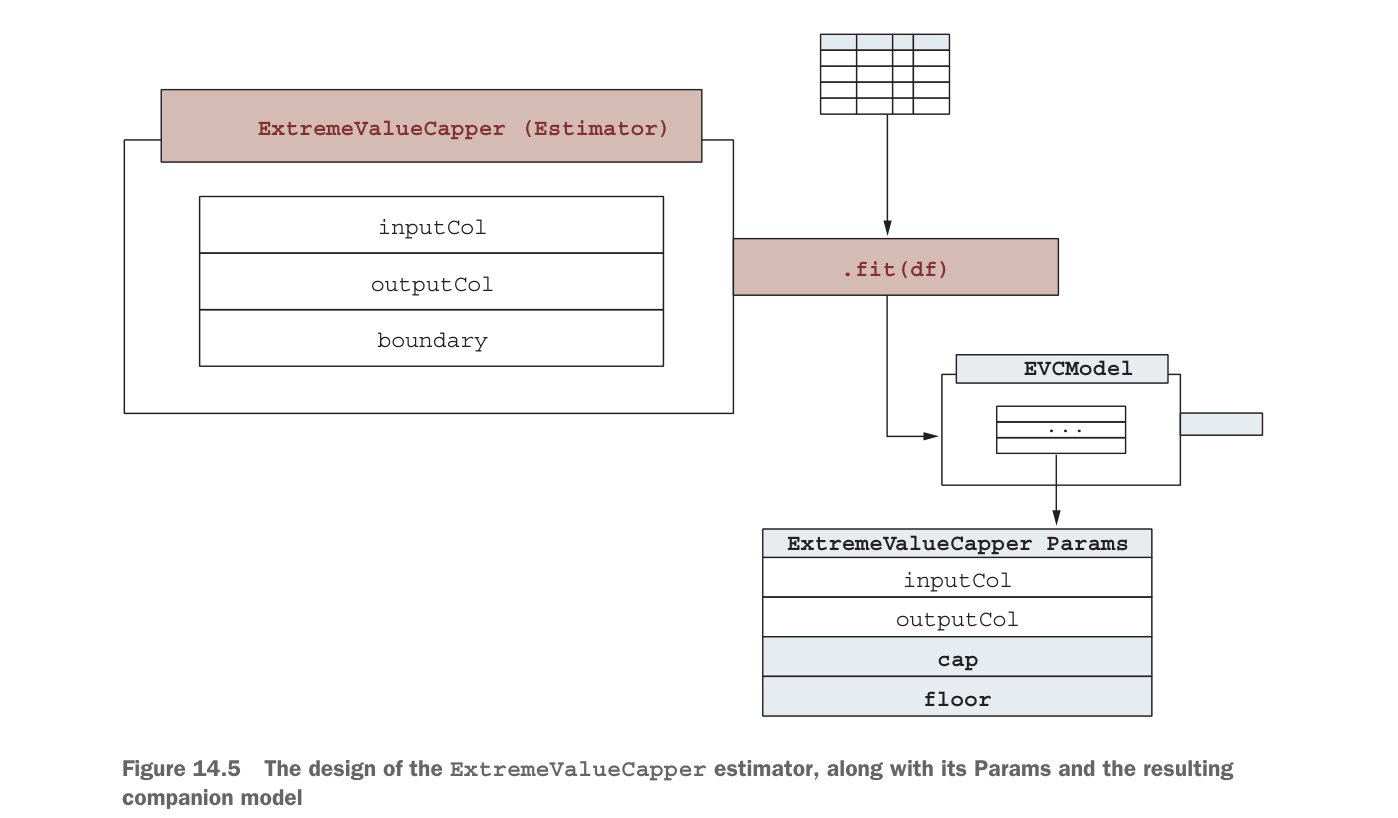 ExtremeValueCapper (Estimator)
inputCol
outputCol
boundary
.fit(df)
EVCModel
...
ExtremeValueCapper Params
inputCol
outputCol
cap
floor
Figure 14.5 The design of the ExtremeValueCapper estimator, along with its Params and the resulting
companion model